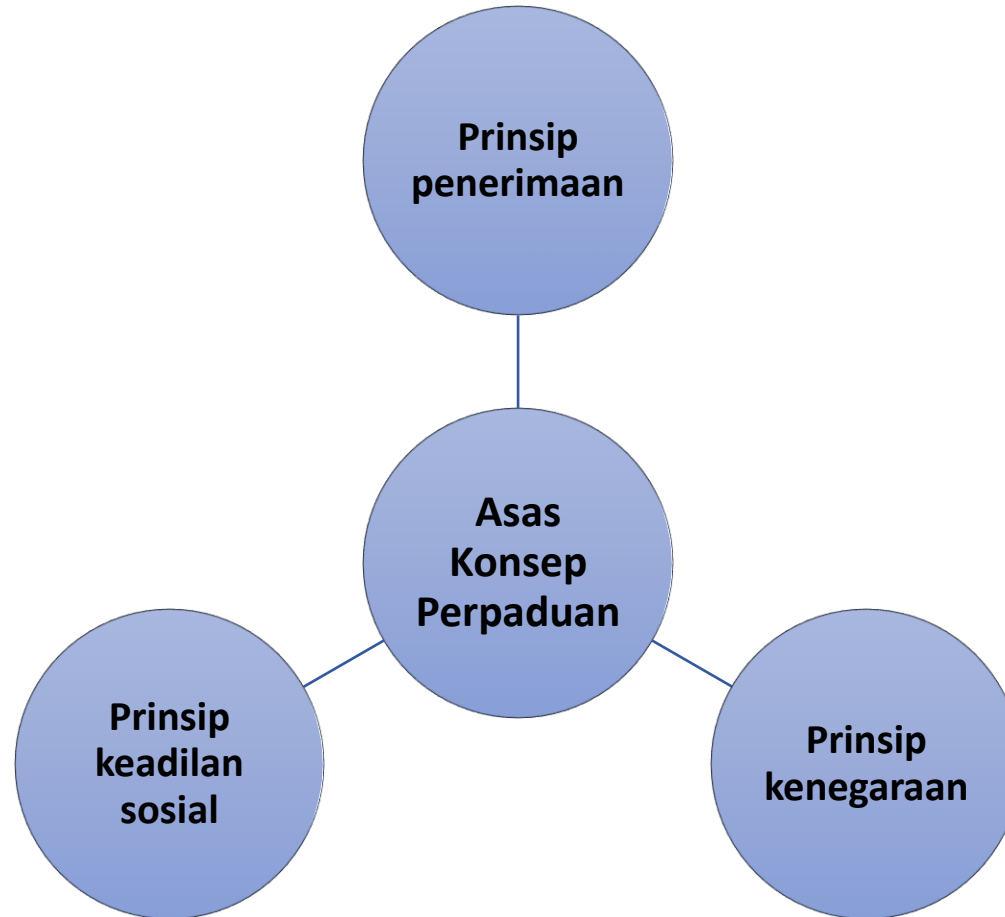 Prinsip
penerimaan
Asas
Konsep
Perpaduan
Prinsip
keadilan
sosial
Prinsip
kenegaraan